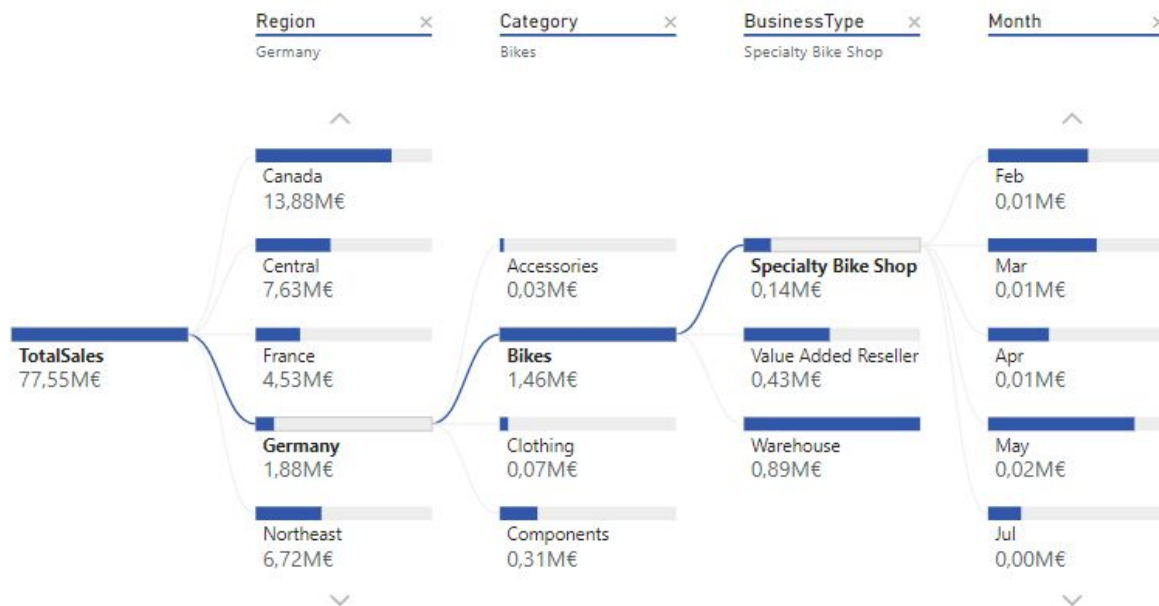 Region
Germany
Category
Bikes
BusinessType
Specialty Bike Shop
Month
TotalSales
77,55M€
Canada
13,88M€
Central
7,63M€
France
4,53M€
Germany
1,88M€
Northeast
6,72M€
Accessories
0,03M€
Bikes
1,46M€
Clothing
0,07M€
Components
0,31M€
Specialty Bike Shop
0,14M€
Value Added Reseller
0,43M€
Warehouse
0,89M€
Feb
0,01M€
Mar
0,01M€
Apr
0,01M€
May
0,02M€
Jul
0,00M€